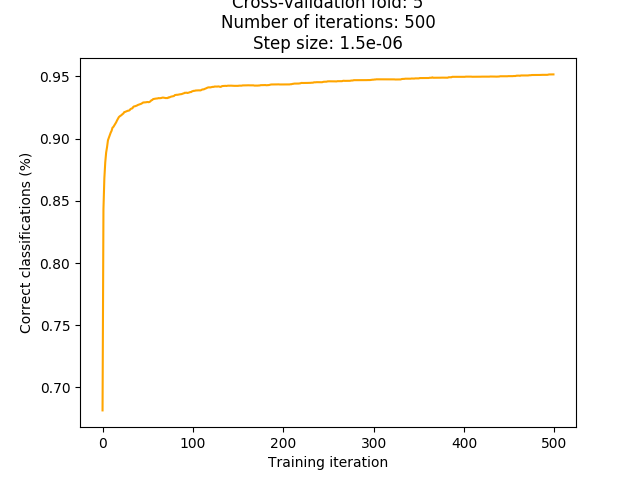 Cross-validation fold: 5
Number of iterations: 500
Step size: 1.5e-06
0.95
0.90
0.85
0.80
0.75
0.70
Correct classifications (%)
0 100 200 300 400 500
Training iteration